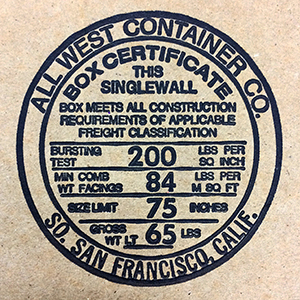 ALL WEST CONTAINER CO.
BOX CERTIFICATE
THIS
SINGLEWALL
BOX MEETS ALL CONSTRUCTION
REQUIREMENTS OF APPLICABLE
FREIGHT CLASSIFICATION
BURSTING TEST 200 LBS PER SQ INCH
MIN COMB WT FACINGS 84 LBS PER M SQ FT
SIZE LIMIT 75 INCHES
GROSS WT LT 65 LBS
SO. SAN FRANCISCO, CALIF.